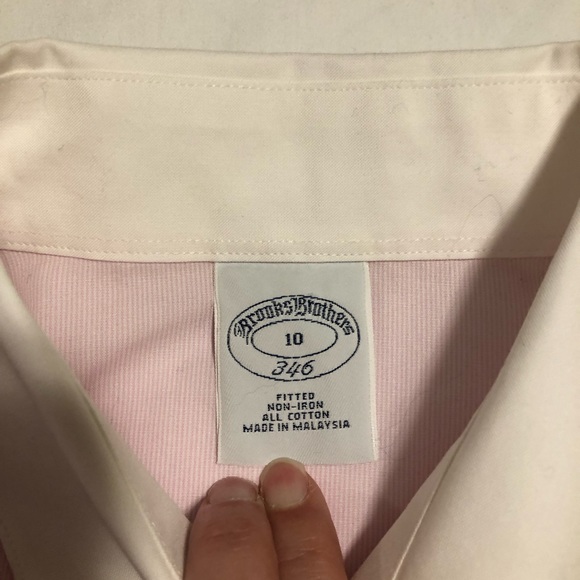 Brooks Brothers
10
346
FITTED
NON-IRON
ALL COTTON
MADE IN MALAYSIA